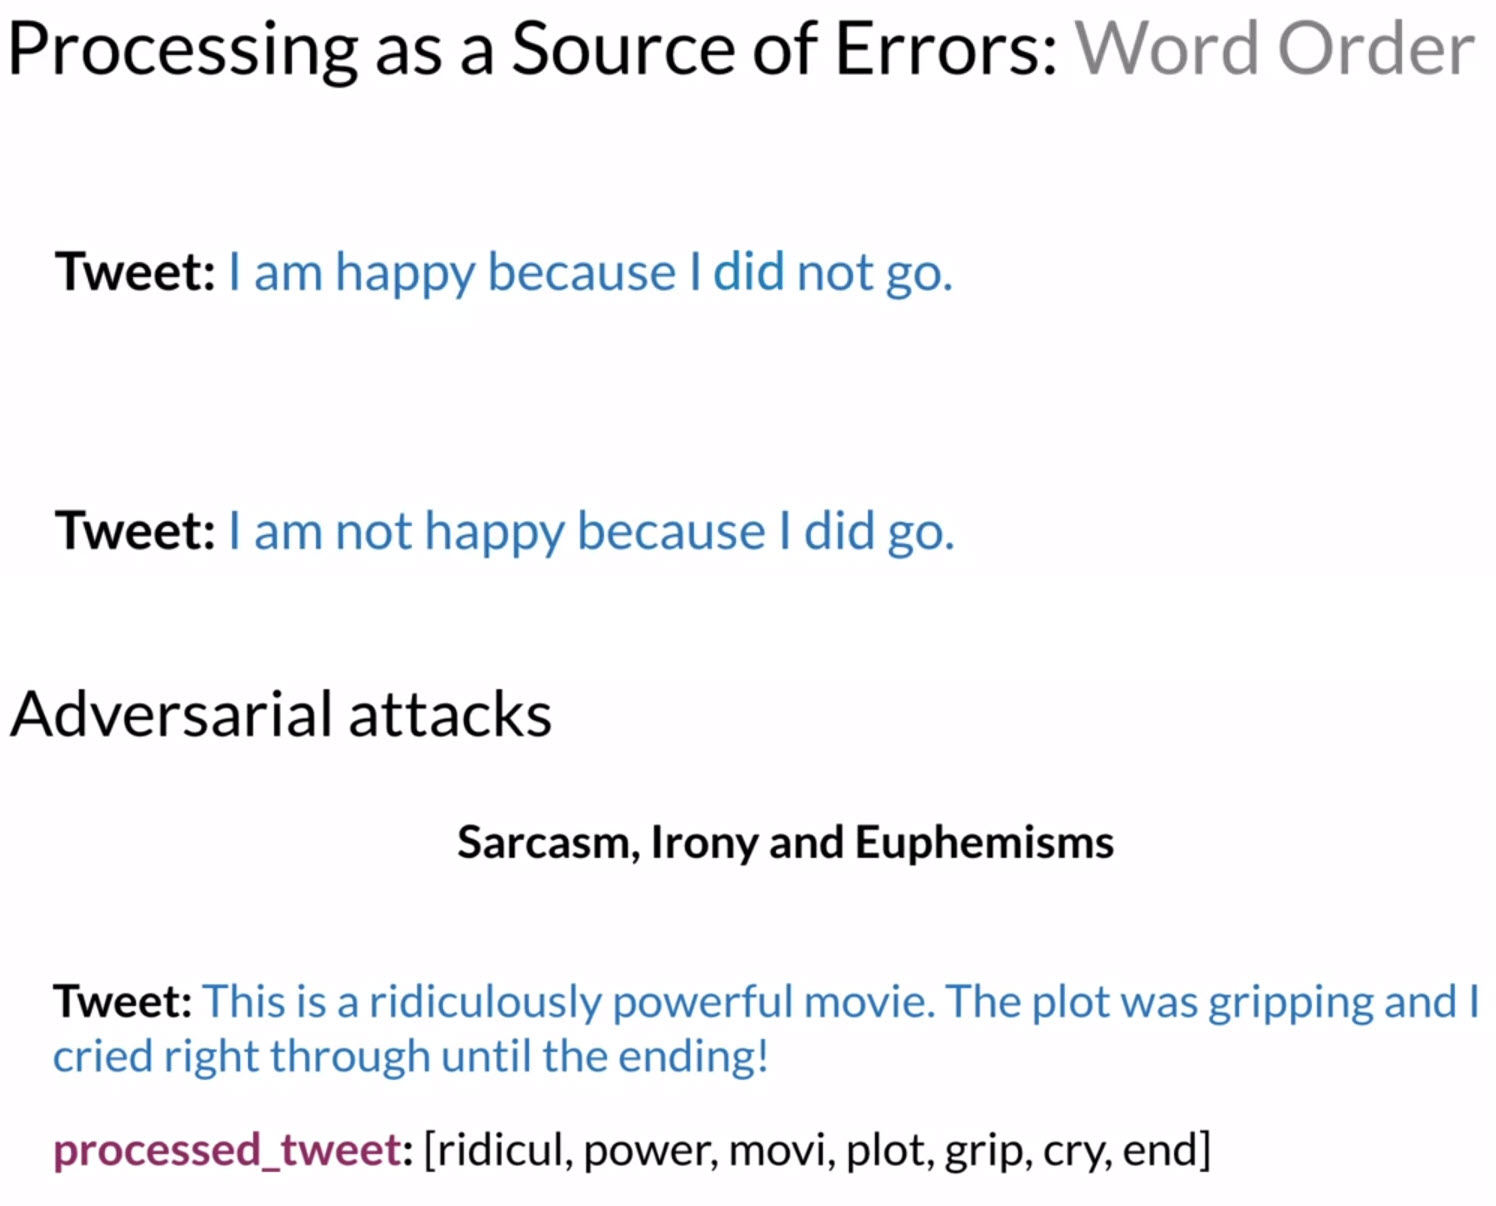 Processing as a Source of Errors: Word Order
Tweet: I am happy because I did not go.
Tweet: I am not happy because I did go.
Adversarial attacks
Sarcasm, Irony and Euphemisms
Tweet: This is a ridiculously powerful movie. The plot was gripping and I
cried right through until the ending!
processed_tweet: [ridicul, power, movi, plot, grip, cry, end]